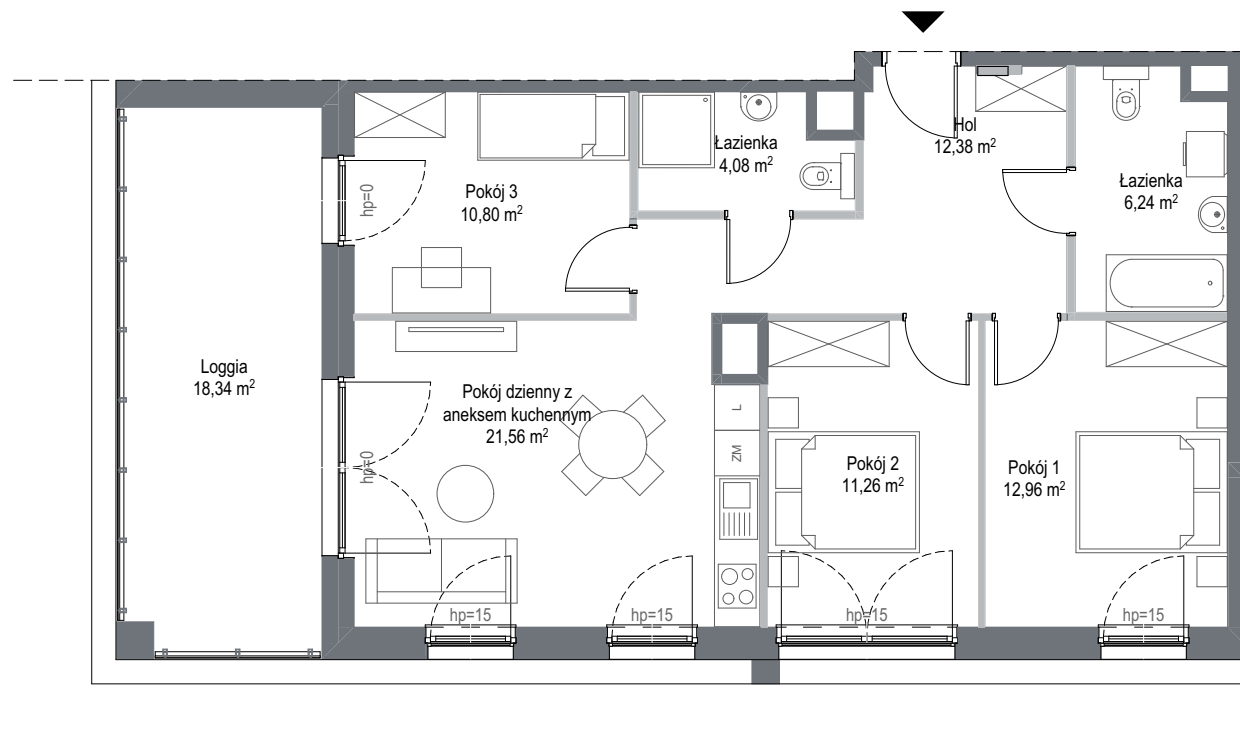 Hol
12,38 m²
Łazienka
4,08 m²
Łazienka
6,24 m²
Pokój 3
10,80 m²
hp=0
Loggia
18,34 m²
Pokój dzienny z
aneksem kuchennym
21,56 m²
hp=0
L
ZM
Pokój 2
11,26 m²
Pokój 1
12,96 m²
hp=15
hp=15
hp=15
hp=15